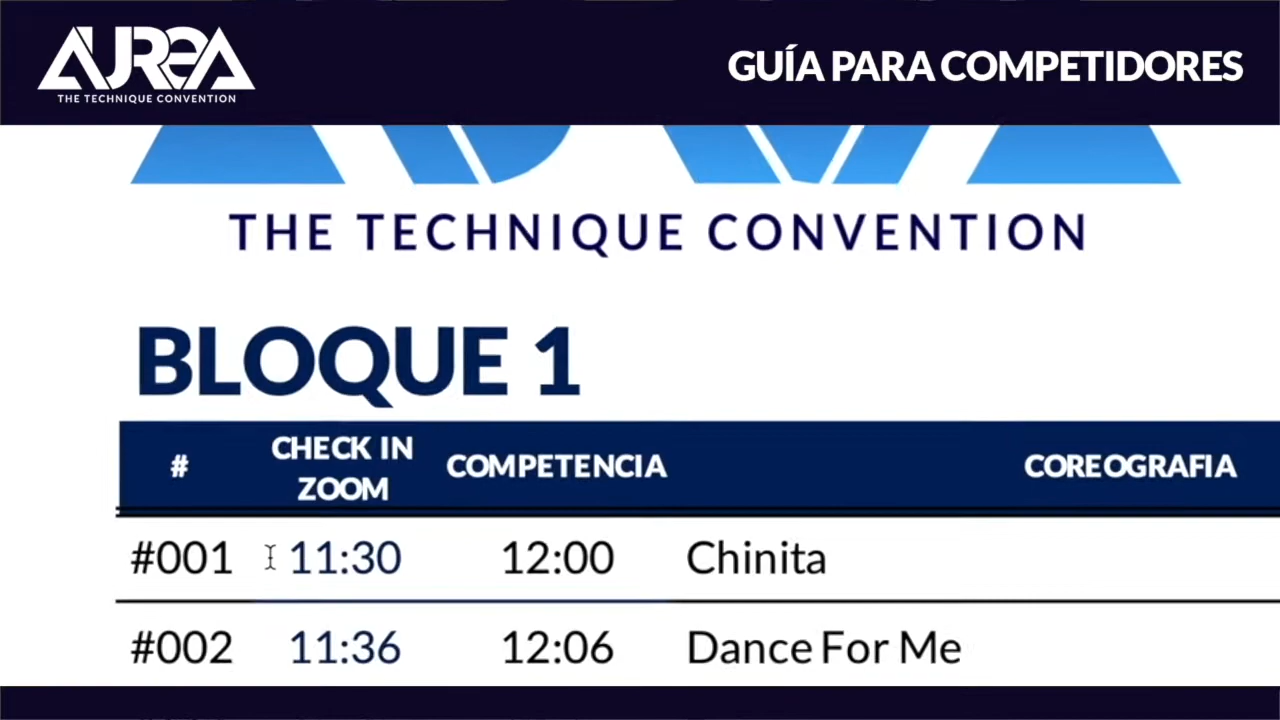 AUREA
THE TECHNIQUE CONVENTION
GUÍA PARA COMPETIDORES
THE TECHNIQUE CONVENTION
BLOQUE 1
# CHECK IN ZOOM COMPETENCIA COREOGRAFIA
#001 11:30 12:00 Chinita
#002 11:36 12:06 Dance For Me